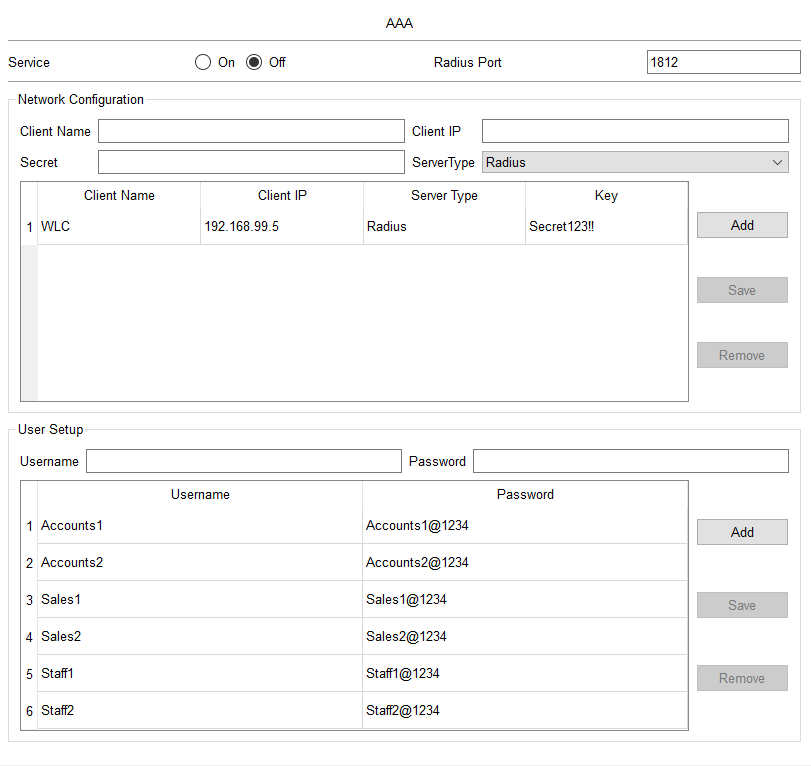 AAA
Service On Off Radius Port 1812
Network Configuration
Client Name Client IP
Secret ServerType Radius
Client Name Client IP Server Type Key
1 WLC 192.168.99.5 Radius Secret123!!
Add
Save
Remove
User Setup
Username Password
Username Password
1 Accounts1 Accounts1@1234
Add
2 Accounts2 Accounts2@1234
3 Sales1 Sales1@1234
Save
4 Sales2 Sales2@1234
5 Staff1 Staff1@1234
Remove
6 Staff2 Staff2@1234